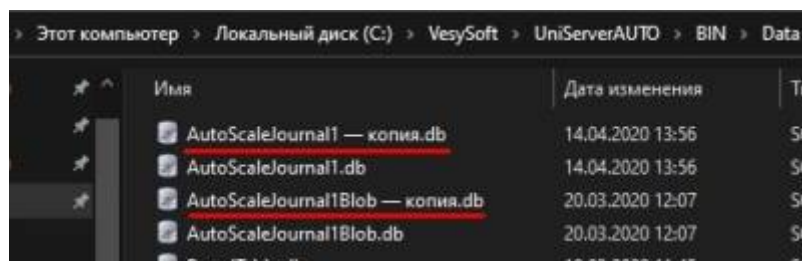 Этот компьютер > Локальный диск (C:) > VesySoft > UniServerAUTO > BIN > Data
Имя Дата изменения
AutoScaleJournal1 — копия.db 14.04.2020 13:56
AutoScaleJournal1.db 14.04.2020 13:56
AutoScaleJournal1Blob — копия.db 20.03.2020 12:07
AutoScaleJournal1Blob.db 20.03.2020 12:07